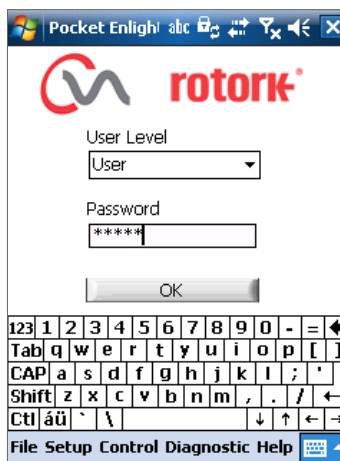 Pocket Enligh abc
rotork
User Level
User
Password
*****
OK
123 1 2 3 4 5 6 7 8 9 0 - =
Tab q w e r t y u i o p [ ]
CAP a s d f g h j k l ; '
Shift z x c v b n m , . /
Ctl áü ` \
File Setup Control Diagnostic Help